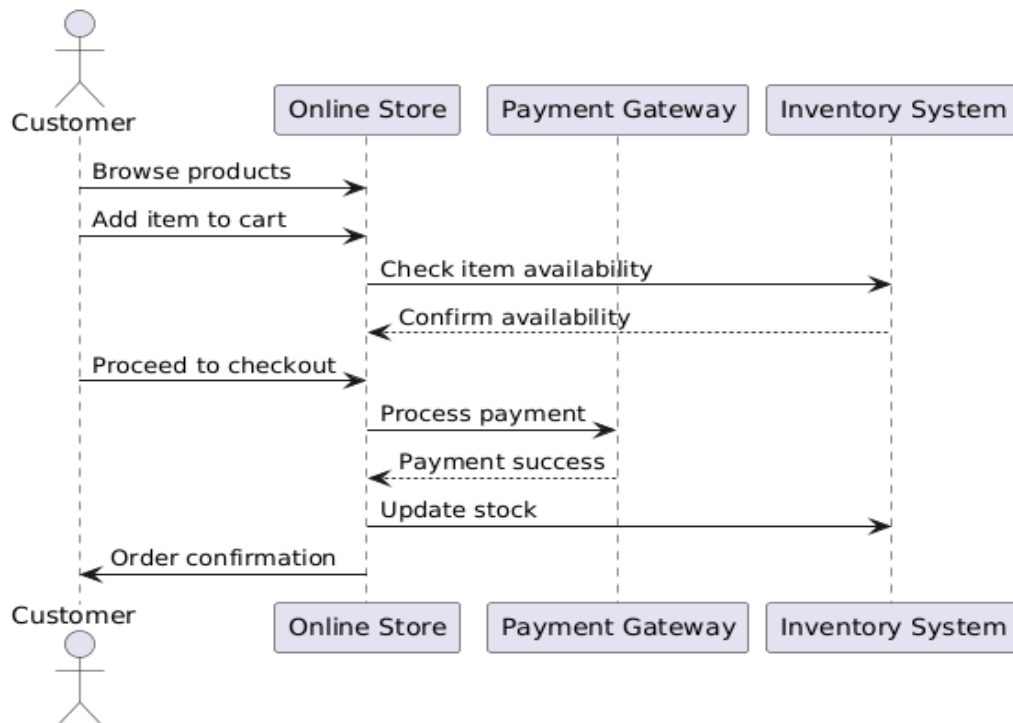 Customer
Online Store
Payment Gateway
Inventory System
Browse products
Add item to cart
Check item availability
Confirm availability
Proceed to checkout
Process payment
Payment success
Update stock
Order confirmation
Customer
Online Store
Payment Gateway
Inventory System